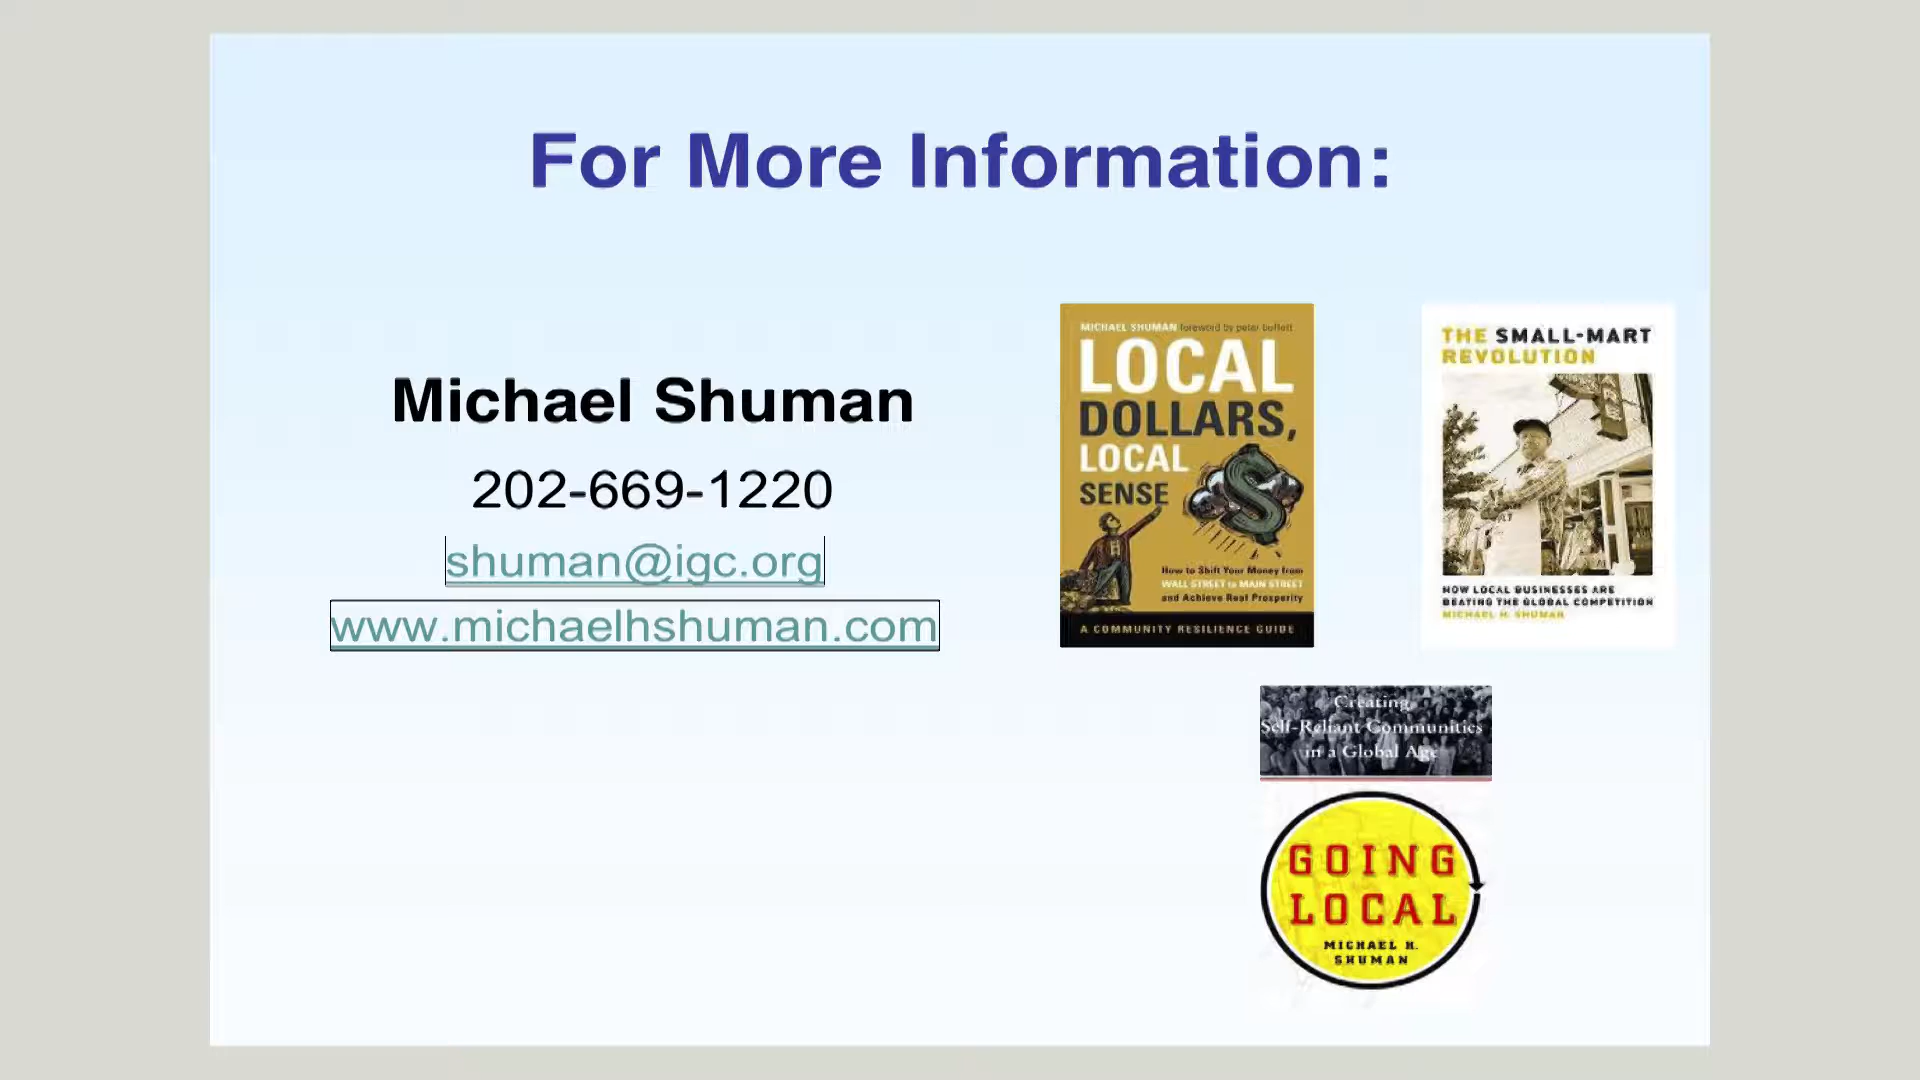 For More Information:
Michael Shuman
202-669-1220
shuman@igc.org
www.michaelhshuman.com
MICHAEL SHUMAN foreword by peter buffett
LOCAL
DOLLARS,
LOCAL
SENSE
How to Shift Your Money from
WALL STREET to MAIN STREET
and Achieve Real Prosperity
A COMMUNITY RESILIENCE GUIDE
THE SMALL-MART
REVOLUTION
HOW LOCAL BUSINESSES ARE
BEATING THE GLOBAL COMPETITION
MICHAEL H. SHUMAN
Creating
Self-Reliant Communities
in a Global Age
GOING
LOCAL
MICHAEL H.
SHUMAN